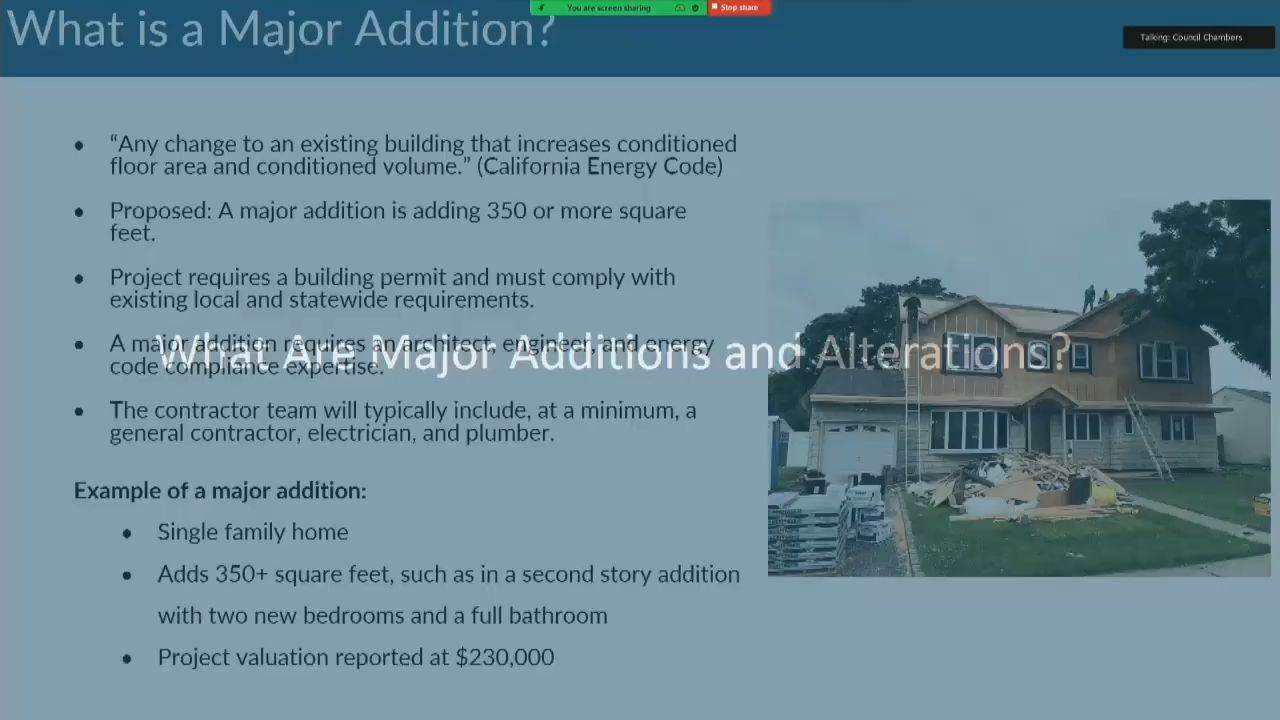 You are screen sharing
Stop share
What is a Major Addition?
Talking: Council Chambers
• “Any change to an existing building that increases conditioned
floor area and conditioned volume.” (California Energy Code)
• Proposed: A major addition is adding 350 or more square
feet.
• Project requires a building permit and must comply with
existing local and statewide requirements.
• A major addition requires an architect, engineer, and energy
code compliance expertise.
What Are Major Additions and Alterations?
• The contractor team will typically include, at a minimum, a
general contractor, electrician, and plumber.
Example of a major addition:
• Single family home
• Adds 350+ square feet, such as in a second story addition
with two new bedrooms and a full bathroom
• Project valuation reported at $230,000